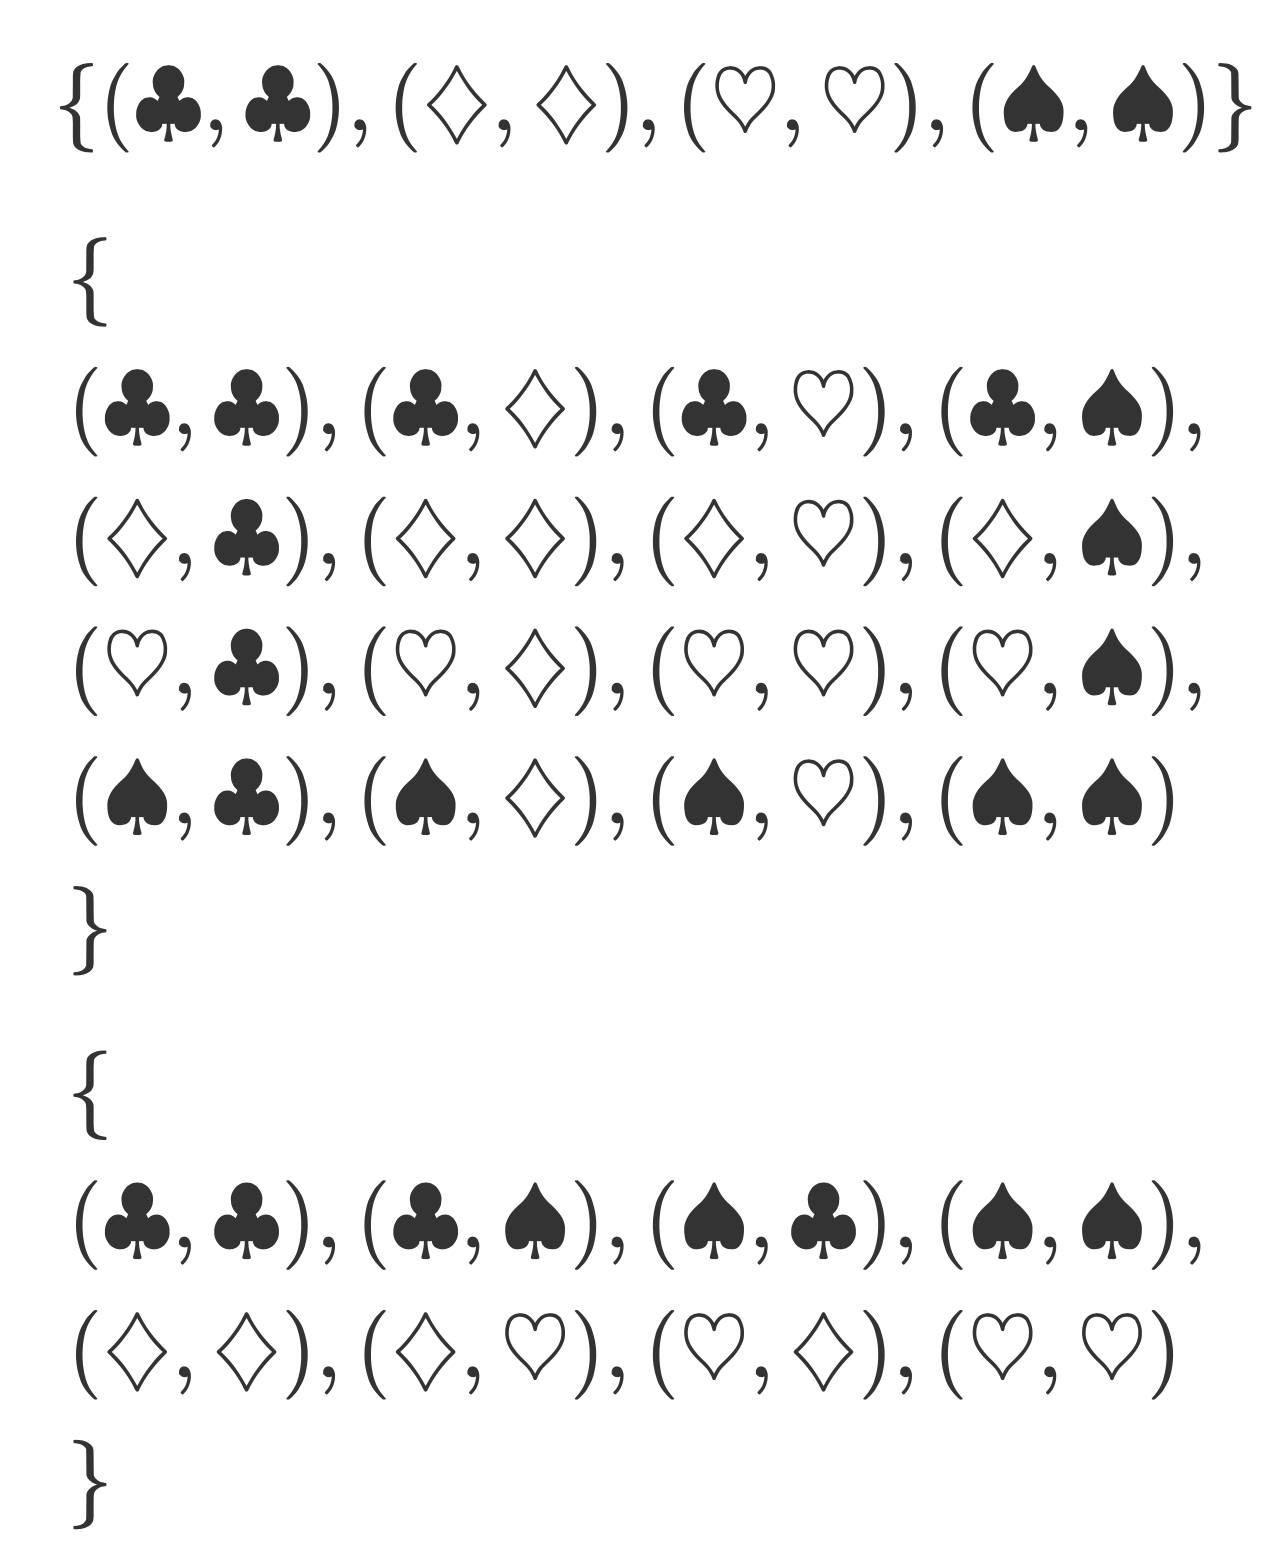 {(♣, ♣), (♢, ♢), (♡, ♡), (♠, ♠)}
{
(♣, ♣), (♣, ♢), (♣, ♡), (♣, ♠),
(♢, ♣), (♢, ♢), (♢, ♡), (♢, ♠),
(♡, ♣), (♡, ♢), (♡, ♡), (♡, ♠),
(♠, ♣), (♠, ♢), (♠, ♡), (♠, ♠)
}
{
(♣, ♣), (♣, ♠), (♠, ♣), (♠, ♠),
(♢, ♢), (♢, ♡), (♡, ♢), (♡, ♡)
}